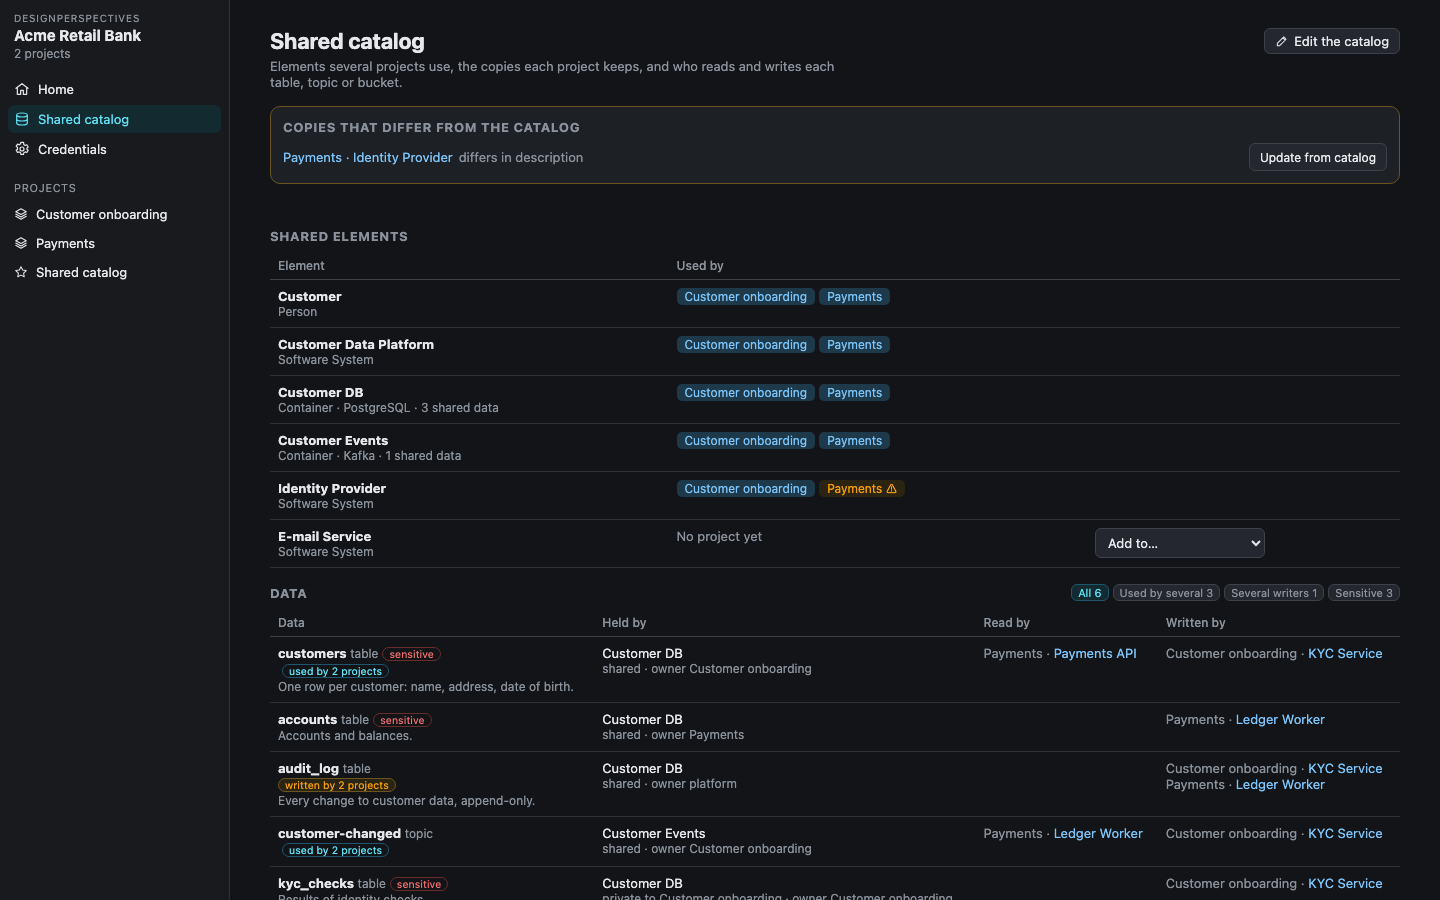 DESIGNPERSPECTIVES
Acme Retail Bank
2 projects
Home
Shared catalog
Credentials
PROJECTS
Customer onboarding
Payments
Shared catalog
Shared catalog
Edit the catalog
Elements several projects use, the copies each project keeps, and who reads and writes each
table, topic or bucket.
COPIES THAT DIFFER FROM THE CATALOG
Payments · Identity Provider differs in description
Update from catalog
SHARED ELEMENTS
Element Used by
Customer Customer onboarding Payments
Person
Customer Data Platform Customer onboarding Payments
Software System
Customer DB Customer onboarding Payments
Container · PostgreSQL · 3 shared data
Customer Events Customer onboarding Payments
Container · Kafka · 1 shared data
Identity Provider Customer onboarding Payments ⚠
Software System
E-mail Service No project yet Add to...
Software System
DATA All 6 Used by several 3 Several writers 1 Sensitive 3
Data Held by Read by Written by
customers table sensitive Customer DB Payments · Payments API Customer onboarding · KYC Service
used by 2 projects shared · owner Customer onboarding
One row per customer: name, address, date of birth.
accounts table sensitive Customer DB Payments · Ledger Worker
Accounts and balances. shared · owner Payments
audit_log table Customer DB Customer onboarding · KYC Service
written by 2 projects shared · owner platform Payments · Ledger Worker
Every change to customer data, append-only.
customer-changed topic Customer Events Payments · Ledger Worker Customer onboarding · KYC Service
used by 2 projects shared · owner Customer onboarding
kyc_checks table sensitive Customer DB Customer onboarding · KYC Service
Results of identity checks private to Customer onboarding · owner Customer onboarding